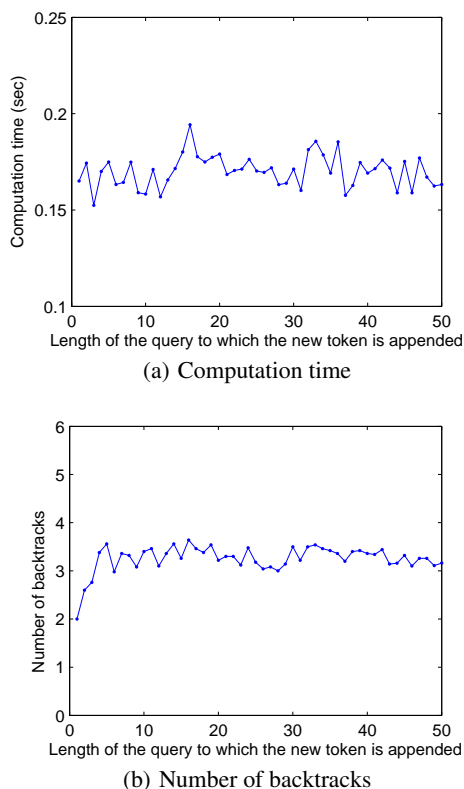 0.25
0.2
0.15
0.1
Computation time (sec)
0 10 20 30 40 50
Length of the query to which the new token is appended
(a) Computation time
6
5
4
3
2
1
0
Number of backtracks
0 10 20 30 40 50
Length of the query to which the new token is appended
(b) Number of backtracks